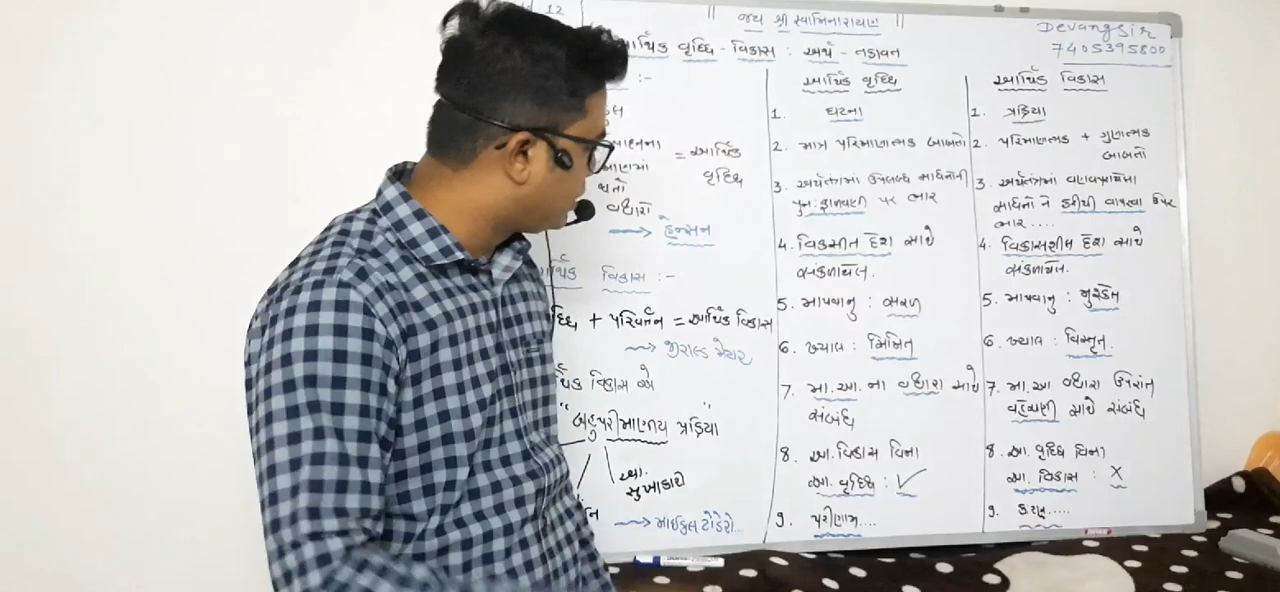 12
|| જય શ્રી સ્વામિનારાયણ ||
Devangsir
7405395800
આર્થિક વૃદ્ધિ - વિકાસ : અર્થ - તફાવત
:-
= આર્થિક
વૃદ્ધિ
થતો
વધારો
→ હેન્સન
વિકાસ :-
+ પરિવર્તન = આર્થિક વિકાસ
→ જીરાલ્ડ મેયર
વિકાસ એ
"બહુપરીમાણીય પ્રક્રિયા"
સુખાકારી
→ માઈકલ ટોડેરો...
આર્થિક વૃદ્ધિ
1. ઘટના
2. માત્ર પરિમાણાત્મક બાબતો
3. અર્થતંત્રમાં ઉપલબ્ધ સાધનોની
પુન:ફાળવણી પર ભાર
4. વિકસીત દેશ સાથે
સંકળાયેલ.
5. માપવાનુ : સરળ
6. ખ્યાલ : સિમિત
7. મા.આ. ના વધારા સાથે
સંબંધ
8. આ.વિકાસ વિના
આ. વૃદ્ધિ : ✓
9. પરીણામ....
આર્થિક વિકાસ
1. પ્રક્રિયા
2. પરિમાણાત્મક + ગુણાત્મક
બાબતો
3. અર્થતંત્રમાં વણવપરાયેલા
સાધનો ને ફરીથી વાપરવા ઉપર
ભાર....
4. વિકાસશીલ દેશ સાથે
સંકળાયેલ.
5. માપવાનુ : મુશ્કેલ
6. ખ્યાલ : વિસ્તૃત.
7. મા.આ વધારા ઉપરાંત
વહેંચણી સાથે સંબંધ
8. આ. વૃદ્ધિ વિના
આ. વિકાસ : X
9. કારણ.....